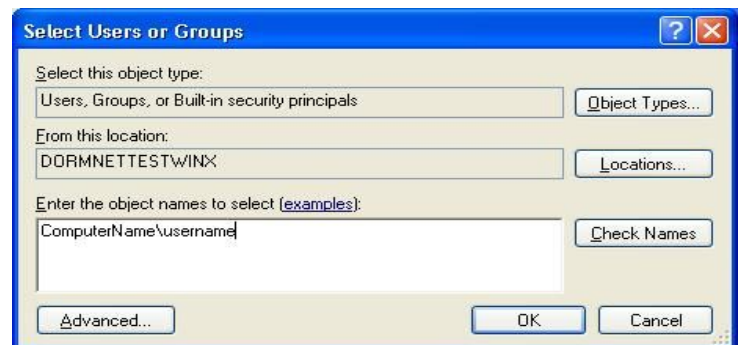 Select Users or Groups
Select this object type:
Users, Groups, or Built-in security principals
Object Types...
From this location:
DORMNETTESTWINX
Locations...
Enter the object names to select (examples):
ComputerName\username
Check Names
Advanced...
OK
Cancel